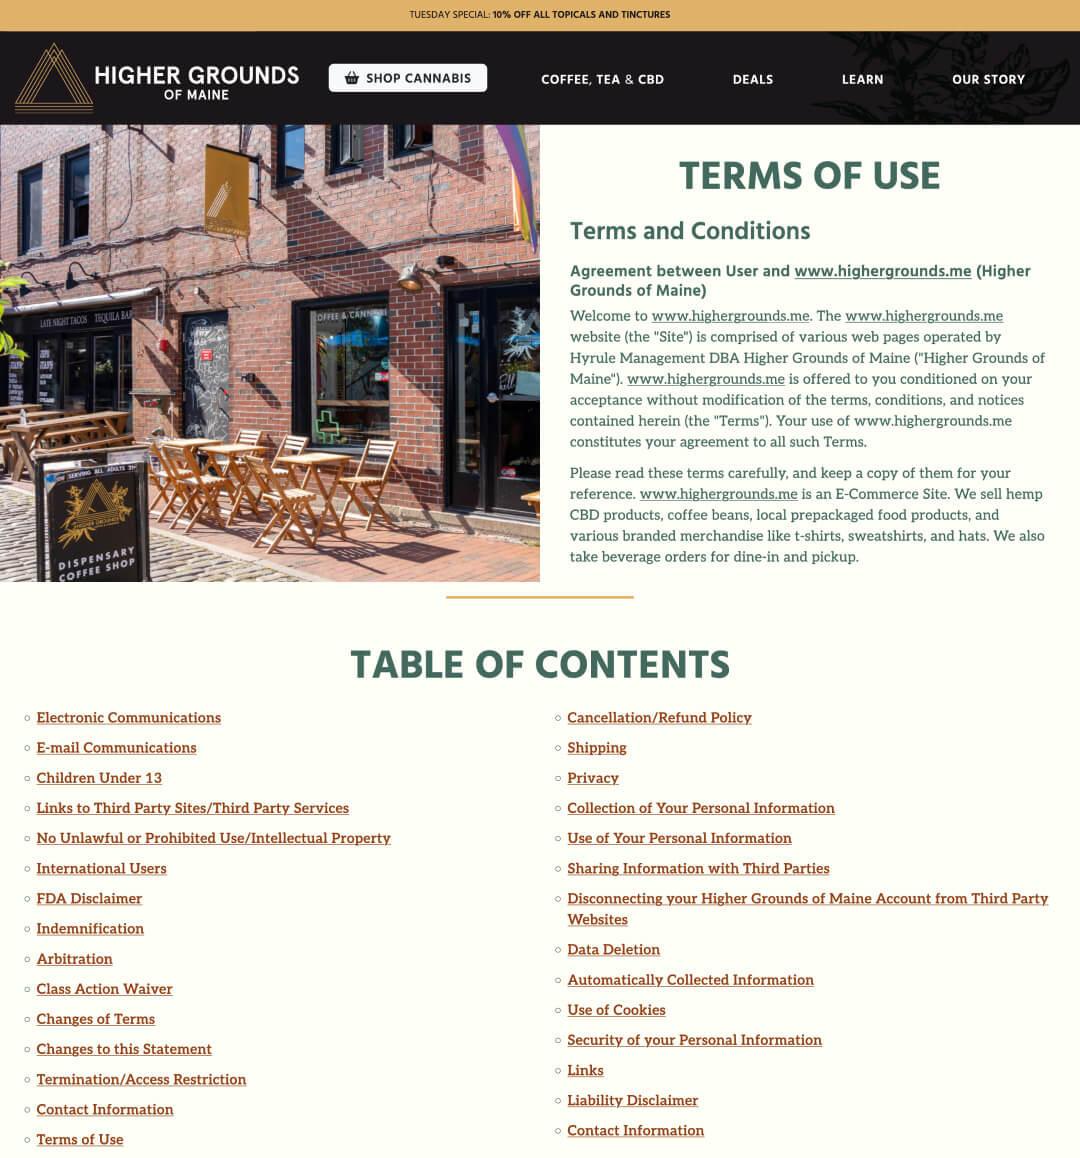 TUESDAY SPECIAL: 10% OFF ALL TOPICALS AND TINCTURES
HIGHER GROUNDS
OF MAINE
SHOP CANNABIS
COFFEE, TEA & CBD
DEALS
LEARN
OUR STORY
LATE NIGHT TACOS TEQUILA BAR
OFFEE & CANNA
SERVING ALL ADULTS
HIGHER GROUNDS
DISPENSARY
COFFEE SHOP
TERMS OF USE
Terms and Conditions
Agreement between User and www.highergrounds.me (Higher
Grounds of Maine)
Welcome to www.highergrounds.me. The www.highergrounds.me
website (the "Site") is comprised of various web pages operated by
Hyrule Management DBA Higher Grounds of Maine ("Higher Grounds of
Maine"). www.highergrounds.me is offered to you conditioned on your
acceptance without modification of the terms, conditions, and notices
contained herein (the "Terms"). Your use of www.highergrounds.me
constitutes your agreement to all such Terms.
Please read these terms carefully, and keep a copy of them for your
reference. www.highergrounds.me is an E-Commerce Site. We sell hemp
CBD products, coffee beans, local prepackaged food products, and
various branded merchandise like t-shirts, sweatshirts, and hats. We also
take beverage orders for dine-in and pickup.
TABLE OF CONTENTS
Electronic Communications
E-mail Communications
Children Under 13
Links to Third Party Sites/Third Party Services
No Unlawful or Prohibited Use/Intellectual Property
International Users
FDA Disclaimer
Indemnification
Arbitration
Class Action Waiver
Changes of Terms
Changes to this Statement
Termination/Access Restriction
Contact Information
Terms of Use
Cancellation/Refund Policy
Shipping
Privacy
Collection of Your Personal Information
Use of Your Personal Information
Sharing Information with Third Parties
Disconnecting your Higher Grounds of Maine Account from Third Party
Websites
Data Deletion
Automatically Collected Information
Use of Cookies
Security of your Personal Information
Links
Liability Disclaimer
Contact Information